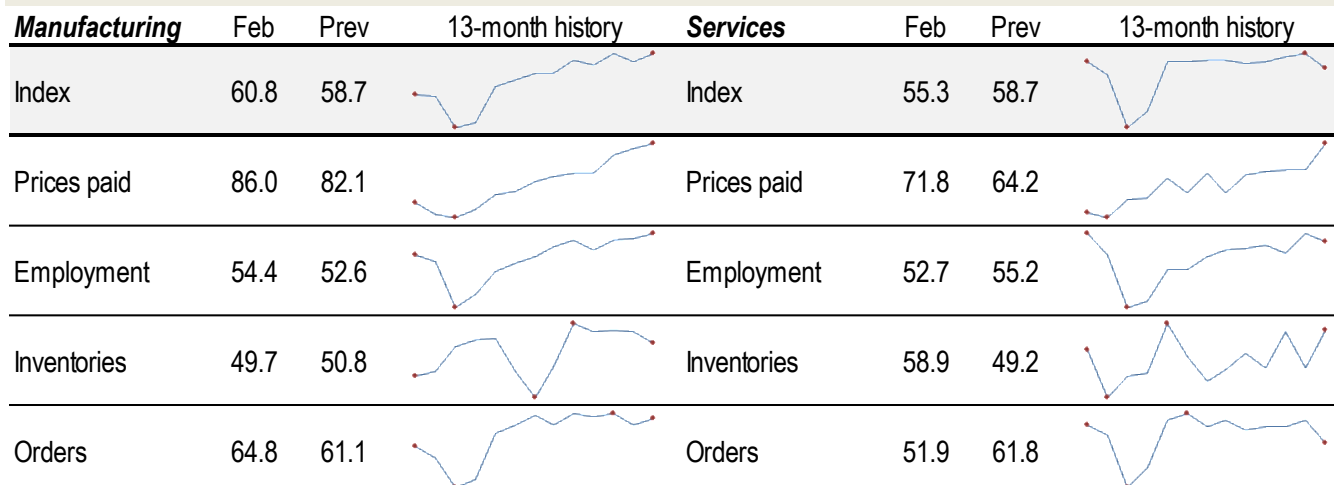 Manufacturing Feb Prev 13-month history Services Feb Prev 13-month history
Index 60.8 58.7 Index 55.3 58.7
Prices paid 86.0 82.1 Prices paid 71.8 64.2
Employment 54.4 52.6 Employment 52.7 55.2
Inventories 49.7 50.8 Inventories 58.9 49.2
Orders 64.8 61.1 Orders 51.9 61.8